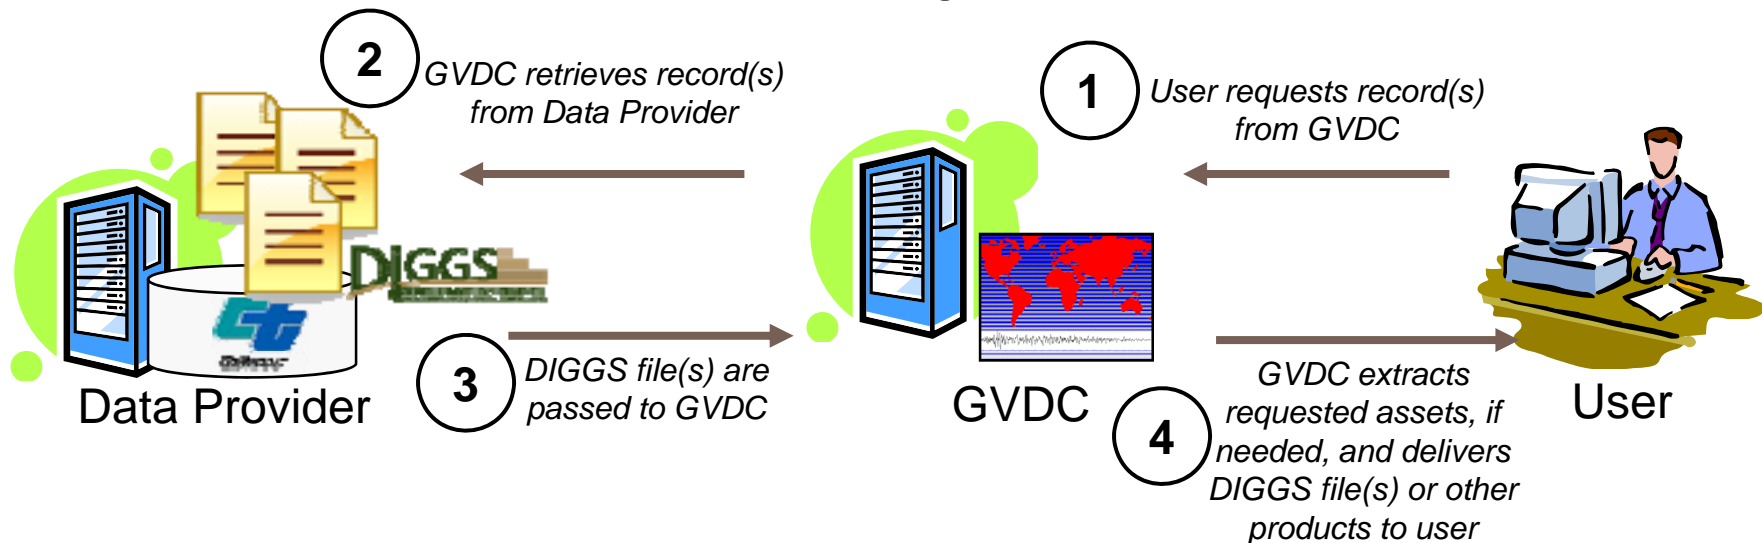 2
GVDC retrieves record(s)
from Data Provider
1
User requests record(s)
from GVDC
DIGGS
3
DIGGS file(s) are
passed to GVDC
4
GVDC extracts
requested assets, if
needed, and delivers
DIGGS file(s) or other
products to user
Data Provider
GVDC
User